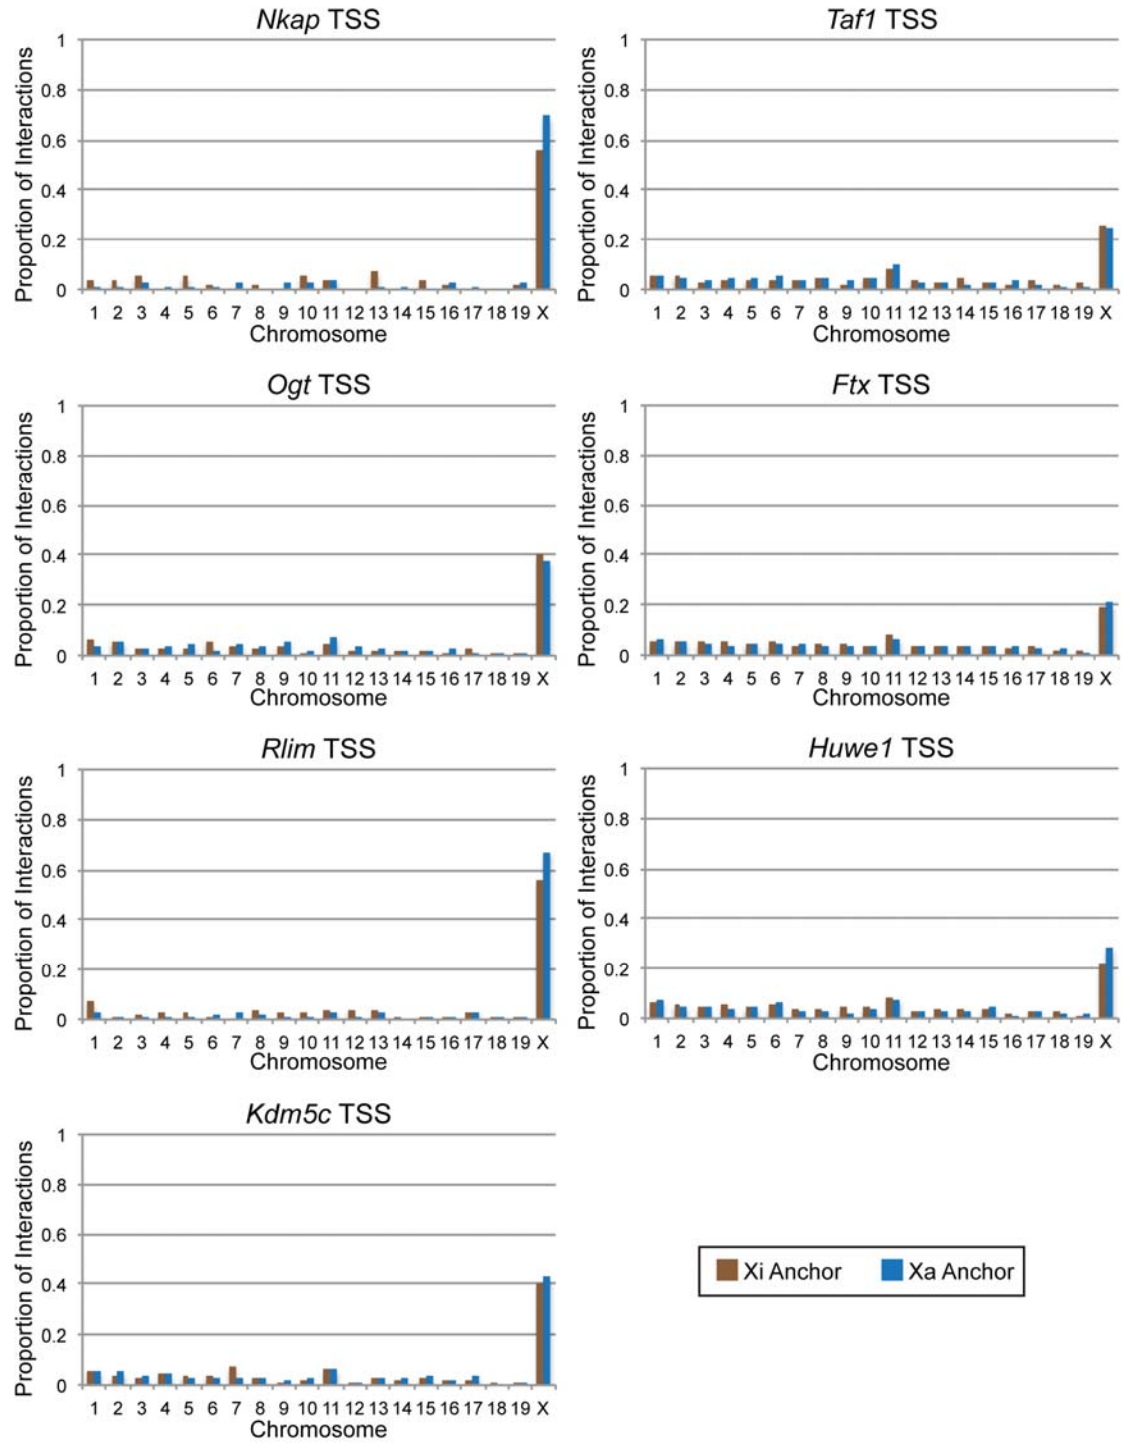 Nkap TSS
1
0.8
0.6
0.4
0.2
0
Proportion of Interactions
1 2 3 4 5 6 7 8 9 10 11 12 13 14 15 16 17 18 19 X
Chromosome
Taf1 TSS
1
0.8
0.6
0.4
0.2
0
Proportion of Interactions
1 2 3 4 5 6 7 8 9 10 11 12 13 14 15 16 17 18 19 X
Chromosome
Ogt TSS
1
0.8
0.6
0.4
0.2
0
Proportion of Interactions
1 2 3 4 5 6 7 8 9 10 11 12 13 14 15 16 17 18 19 X
Chromosome
Ftx TSS
1
0.8
0.6
0.4
0.2
0
Proportion of Interactions
1 2 3 4 5 6 7 8 9 10 11 12 13 14 15 16 17 18 19 X
Chromosome
Rlim TSS
1
0.8
0.6
0.4
0.2
0
Proportion of Interactions
1 2 3 4 5 6 7 8 9 10 11 12 13 14 15 16 17 18 19 X
Chromosome
Huwe1 TSS
1
0.8
0.6
0.4
0.2
0
Proportion of Interactions
1 2 3 4 5 6 7 8 9 10 11 12 13 14 15 16 17 18 19 X
Chromosome
Kdm5c TSS
1
0.8
0.6
0.4
0.2
0
Proportion of Interactions
1 2 3 4 5 6 7 8 9 10 11 12 13 14 15 16 17 18 19 X
Chromosome
Xi Anchor Xa Anchor